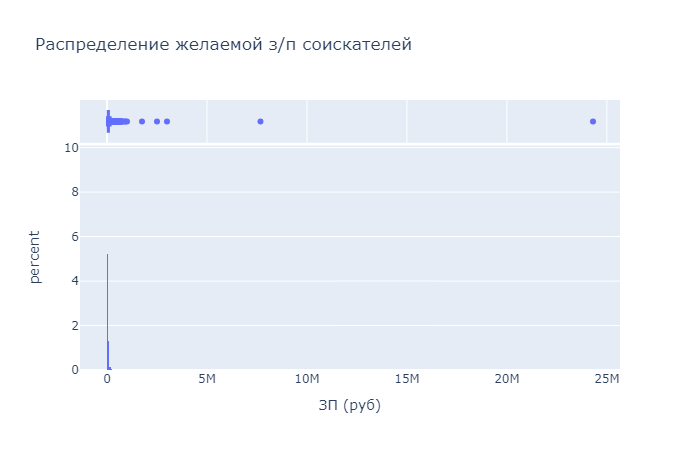 Распределение желаемой з/п соискателей
10
8
6
4
2
0
percent
0
5M
10M
15M
20M
25M
ЗП (руб)